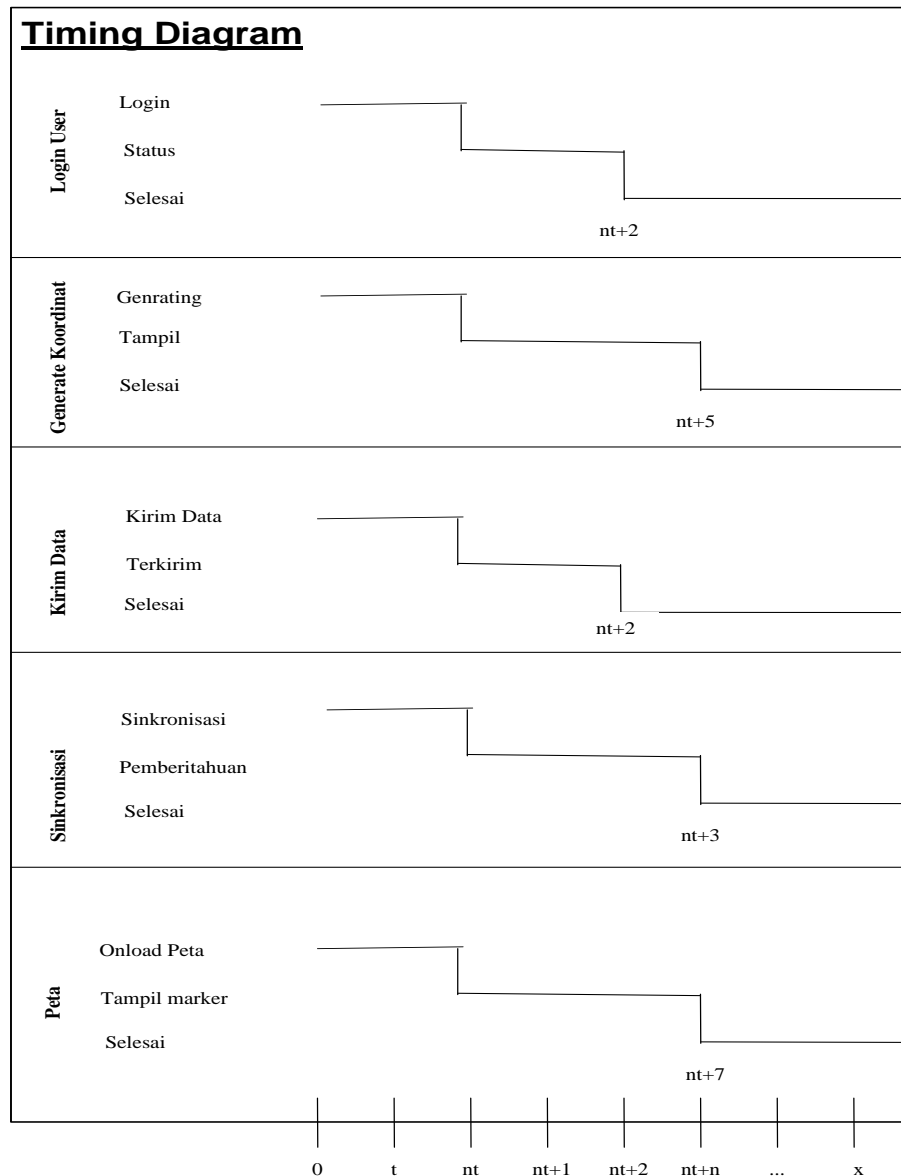 Timing Diagram
Login User
Login
Status
Selesai
nt+2
Generate Koordinat
Genrating
Tampil
Selesai
nt+5
Kirim Data
Kirim Data
Terkirim
Selesai
nt+2
Sinkronisasi
Sinkronisasi
Pemberitahuan
Selesai
nt+3
Peta
Onload Peta
Tampil marker
Selesai
nt+7
0 t nt nt+1 nt+2 nt+n ... x